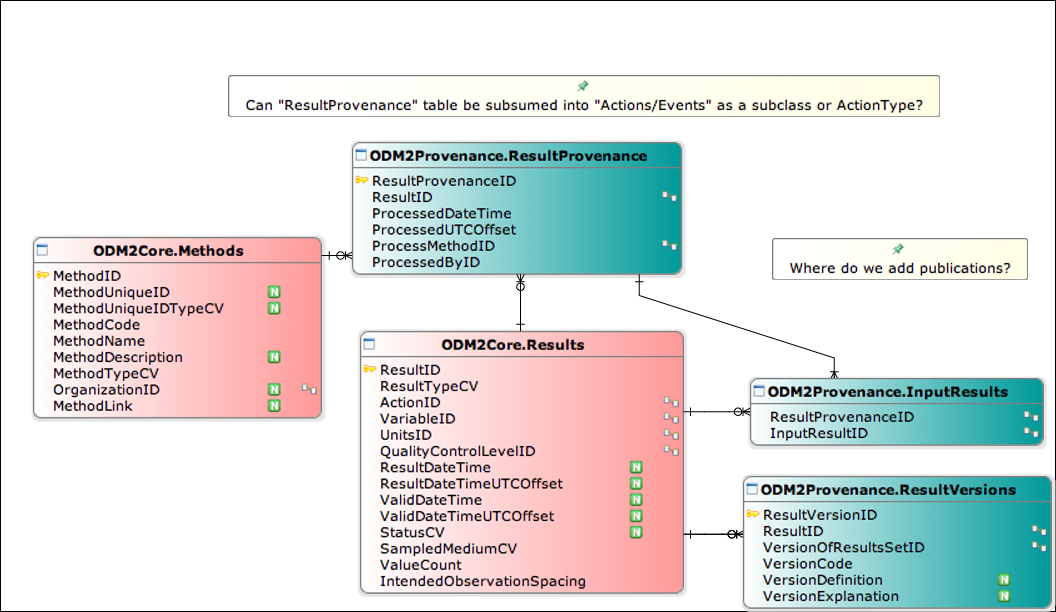 Can "ResultProvenance" table be subsumed into "Actions/Events" as a subclass or ActionType?
ODM2Provenance.ResultProvenance
ResultProvenanceID
ResultID
ProcessedDateTime
ProcessedUTCOffset
ProcessMethodID
ProcessedByID
ODM2Core.Methods
MethodID
MethodUniqueID N
MethodUniqueIDTypeCV N
MethodCode
MethodName
MethodDescription N
MethodTypeCV
OrganizationID N
MethodLink N
Where do we add publications?
ODM2Core.Results
ResultID
ResultTypeCV
ActionID
VariableID
UnitsID
QualityControlLevelID
ResultDateTime N
ResultDateTimeUTCOffset N
ValidDateTime N
ValidDateTimeUTCOffset N
StatusCV N
SampledMediumCV
ValueCount
IntendedObservationSpacing
ODM2Provenance.InputResults
ResultProvenanceID
InputResultID
ODM2Provenance.ResultVersions
ResultVersionID
ResultID
VersionOfResultsSetID
VersionCode
VersionDefinition N
VersionExplanation N